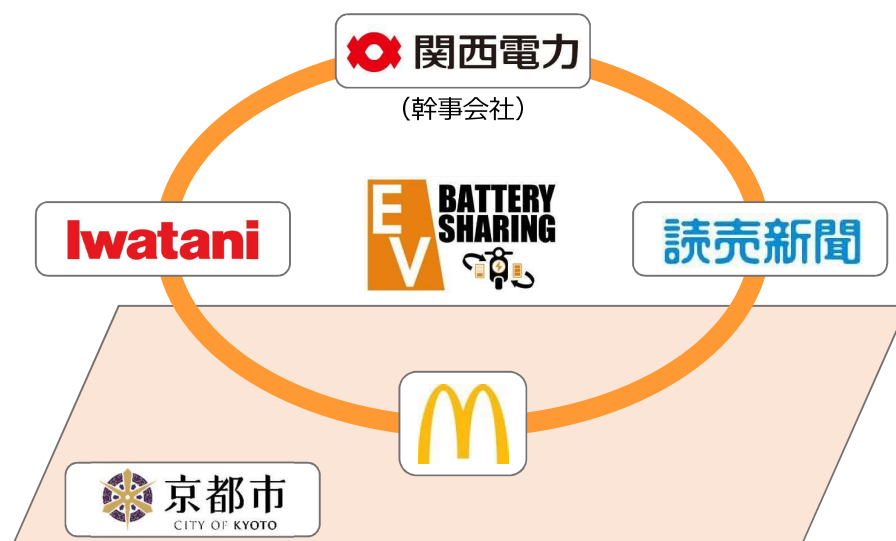 関西電力
（幹事会社）
Iwatani
EV
BATTERY
SHARING
読売新聞
京都市
CITY OF KYOTO